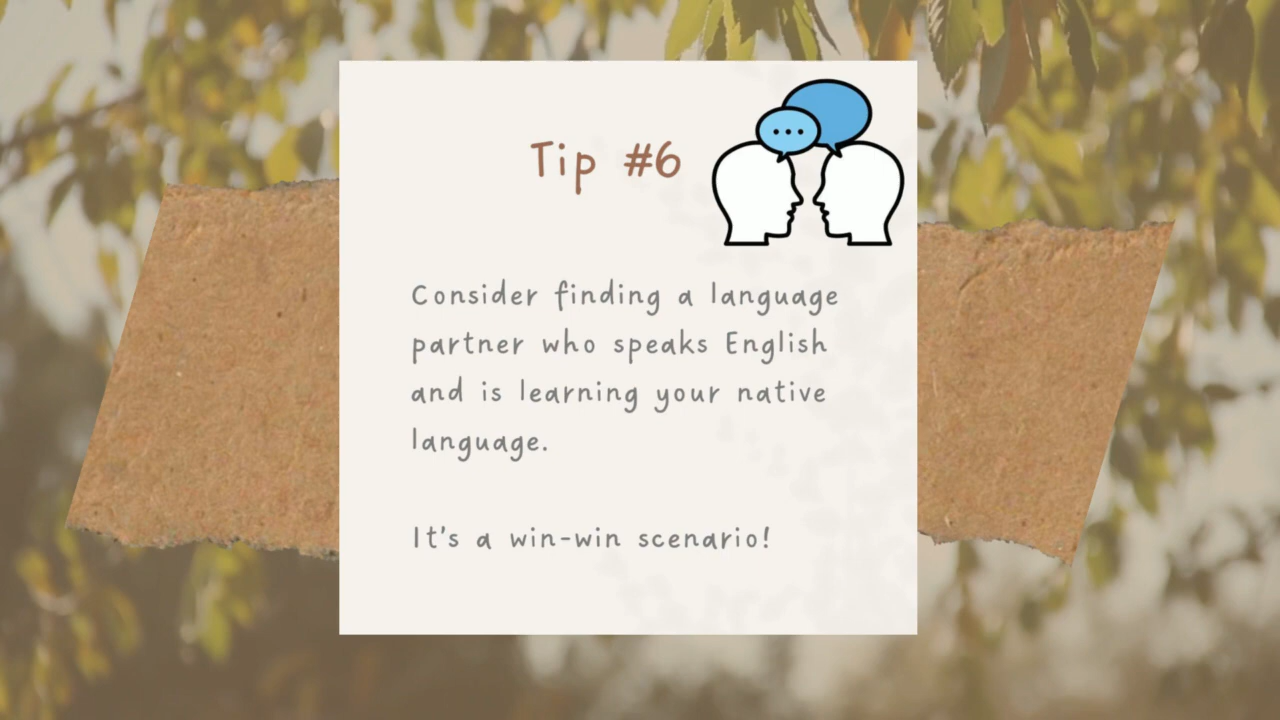 Tip #6
Consider finding a language
partner who speaks English
and is learning your native
language.
It's a win-win scenario!